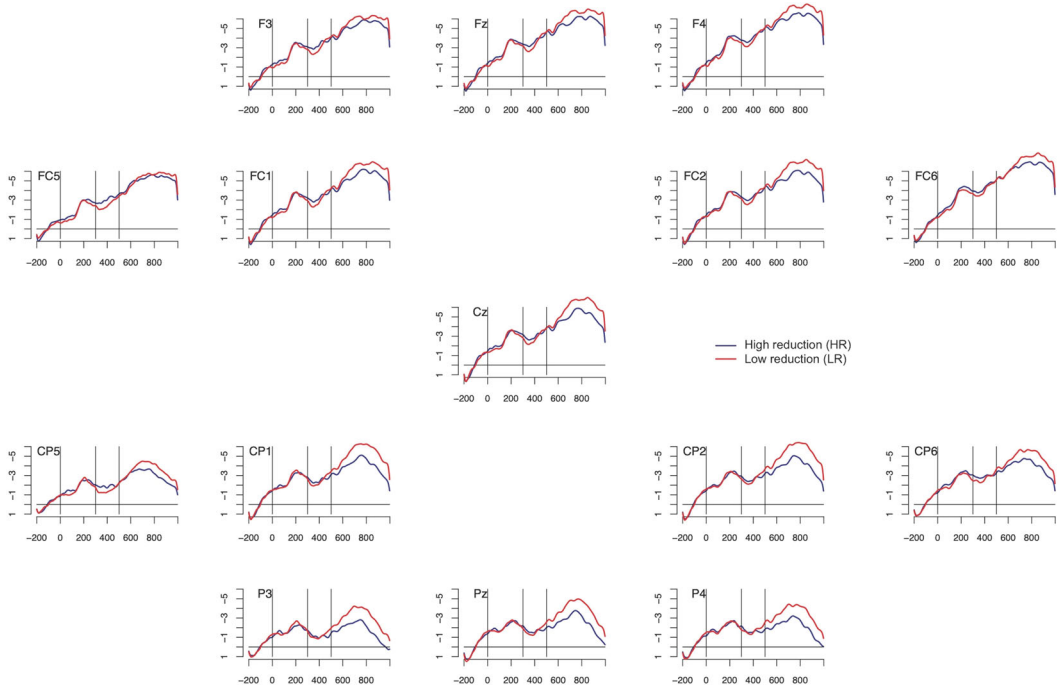 F3 Fz F4
-5 -5 -5
-3 -3 -3
-1 -1 -1
1 1 1
-200 0 200 400 600 800 -200 0 200 400 600 800 -200 0 200 400 600 800
FC5 FC1 FC2 FC6
-5 -5 -5 -5
-3 -3 -3 -3
-1 -1 -1 -1
1 1 1 1
-200 0 200 400 600 800 -200 0 200 400 600 800 -200 0 200 400 600 800 -200 0 200 400 600 800
Cz
-5
-3
-1
1
-200 0 200 400 600 800
High reduction (HR)
Low reduction (LR)
CP5 CP1 CP2 CP6
-5 -5 -5 -5
-3 -3 -3 -3
-1 -1 -1 -1
1 1 1 1
-200 0 200 400 600 800 -200 0 200 400 600 800 -200 0 200 400 600 800 -200 0 200 400 600 800
P3 Pz P4
-5 -5 -5
-3 -3 -3
-1 -1 -1
1 1 1
-200 0 200 400 600 800 -200 0 200 400 600 800 -200 0 200 400 600 800